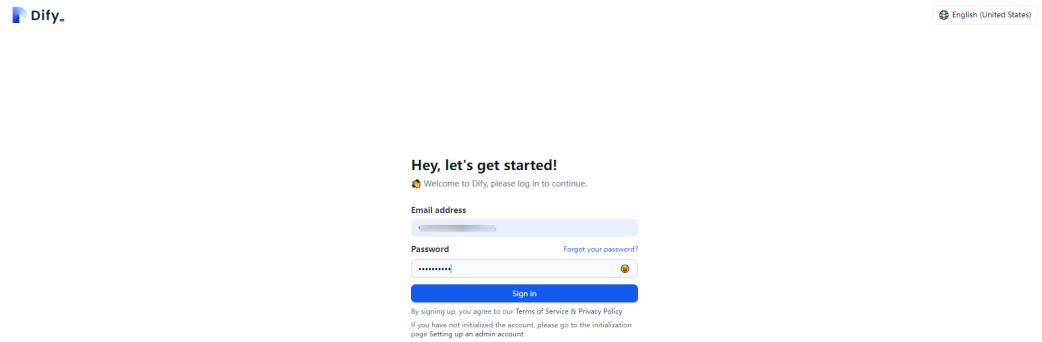 Dify_
English (United States)
Hey, let's get started!
👋 Welcome to Dify, please log in to continue.
Email address
Password
Forgot your password?
••••••••••
Sign in
By signing up, you agree to our Terms of Service & Privacy Policy
If you have not initialized the account, please go to the initialization
page Setting up an admin account